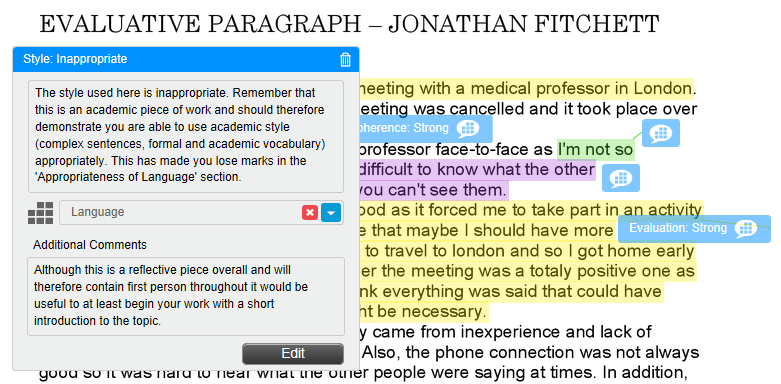 EVALUATIVE PARAGRAPH – JONATHAN FITCHETT
Style: Inappropriate
The style used here is inappropriate. Remember that
this is an academic piece of work and should therefore
demonstrate you are able to use academic style
(complex sentences, formal and academic vocabulary)
appropriately. This has made you lose marks in the
'Appropriateness of Language' section.
Language
Additional Comments
Although this is a reflective piece overall and will
therefore contain first person throughout it would be
useful to at least begin your work with a short
introduction to the topic.
Edit
meeting with a medical professor in London.
eeting was cancelled and it took place over
oherence: Strong
professor face-to-face as I'm not so
difficult to know what the other
you can't see them.
ood as it forced me to take part in an activity
e that maybe I should have more
Evaluation: Strong
to travel to london and so I got home early
er the meeting was a totaly positive one as
nk everything was said that could have
ht be necessary.
y came from inexperience and lack of
Also, the phone connection was not always
good so it was hard to hear what the other people were saying at times. In addition,